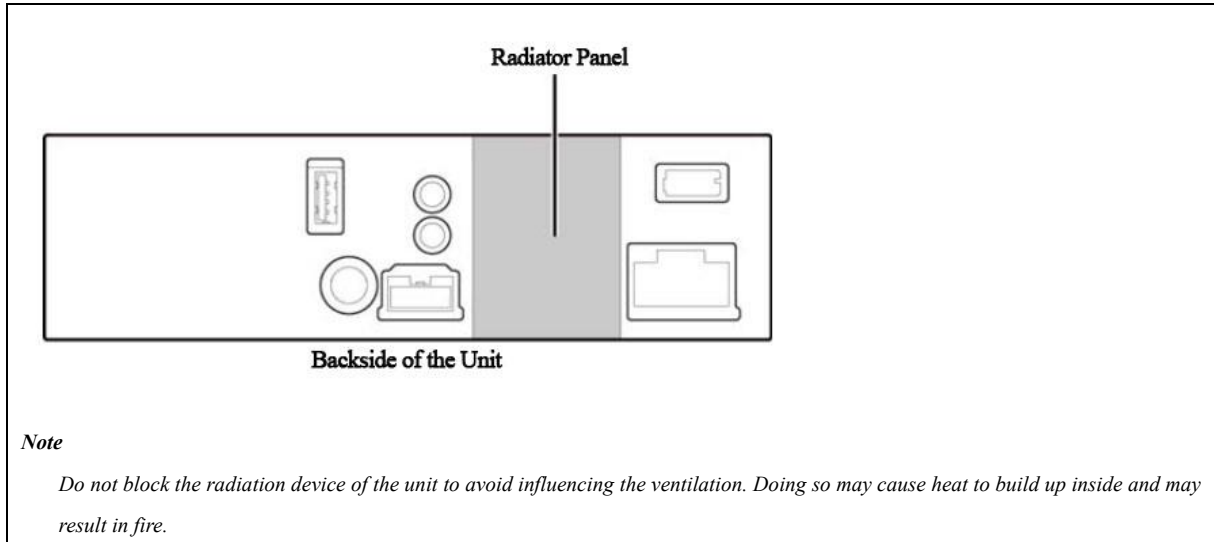 Radiator Panel
Backside of the Unit
Note
Do not block the radiation device of the unit to avoid influencing the ventilation. Doing so may cause heat to build up inside and may
result in fire.